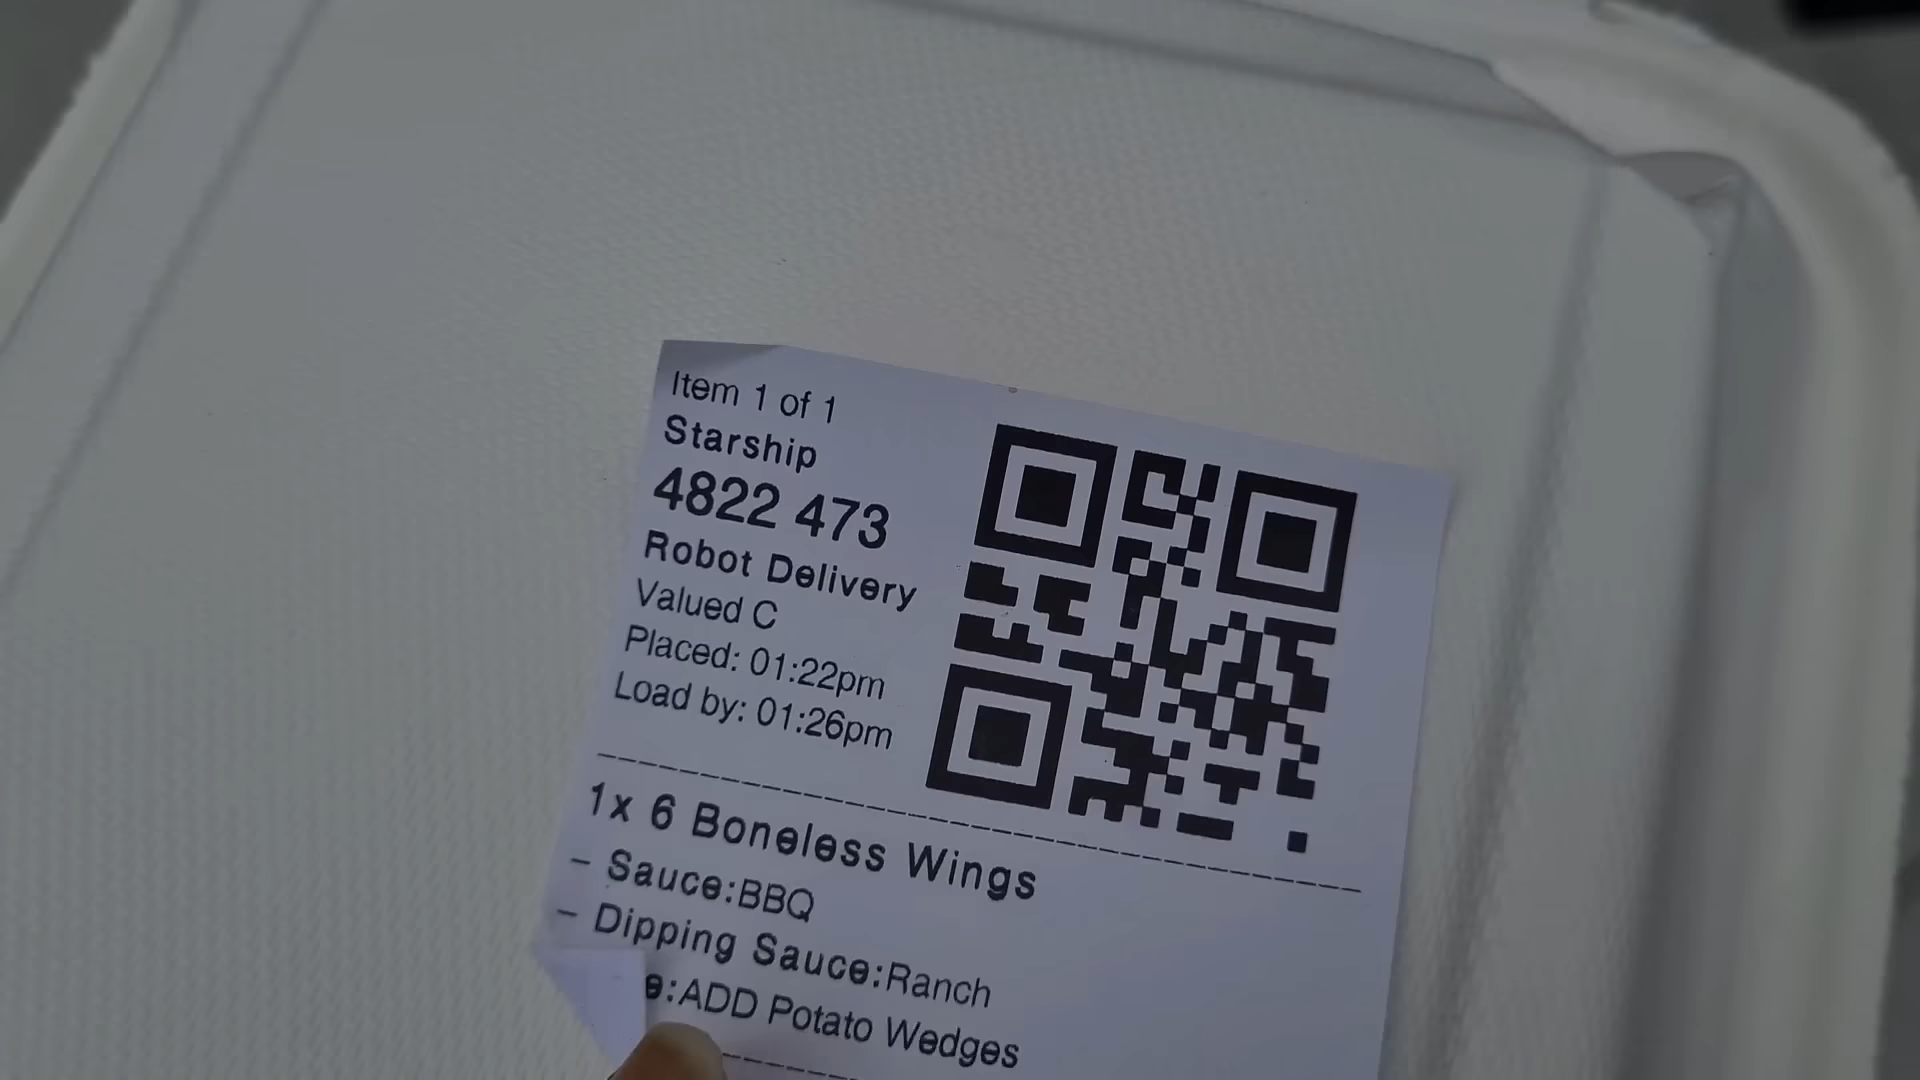 Item 1 of 1
Starship
4822 473
Robot Delivery
Valued C
Placed: 01:22pm
Load by: 01:26pm
1x 6 Boneless Wings
- Sauce:BBQ
- Dipping Sauce:Ranch
e:ADD Potato Wedges